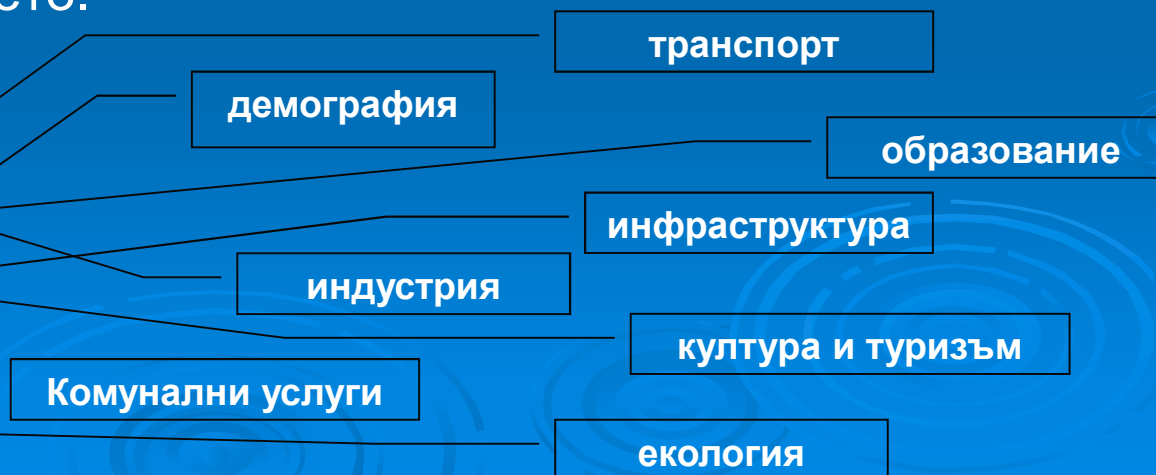 транспорт
демография
образование
инфраструктура
индустрия
култура и туризъм
Комунални услуги
екология